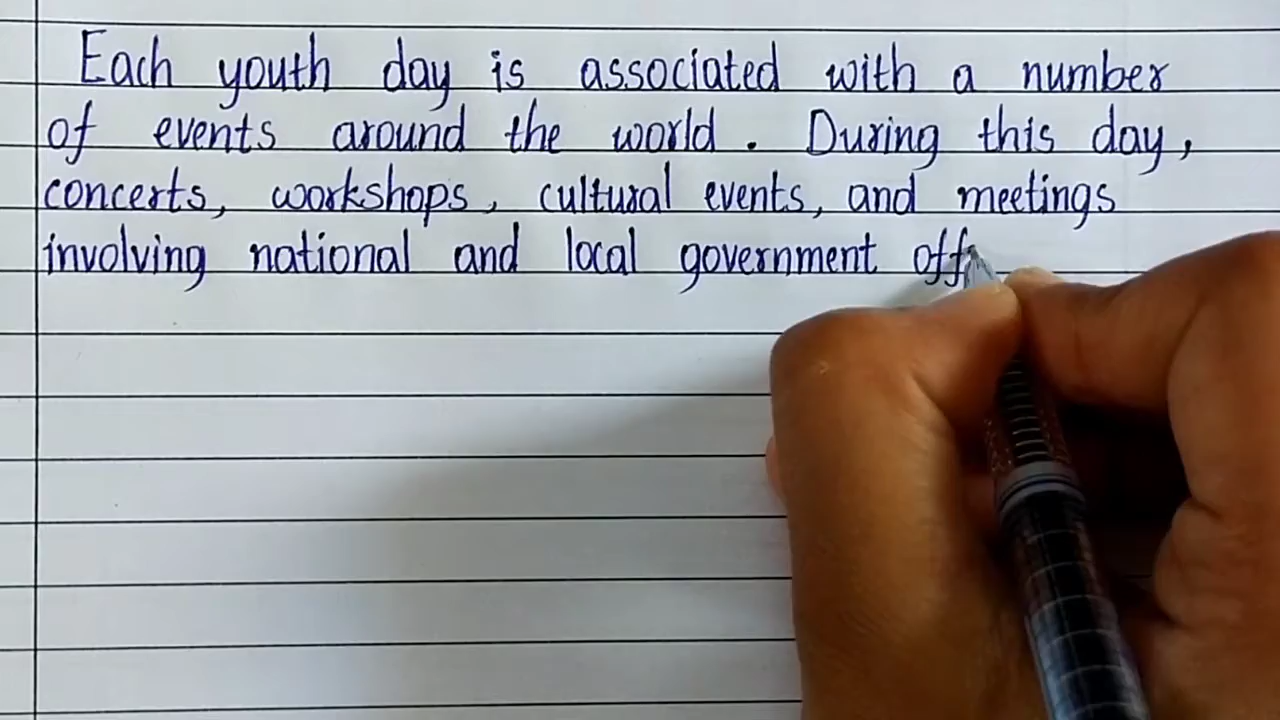 Each youth day is associated with a number
of events around the world. During this day,
concerts, workshops, cultural events, and meetings
involving national and local government off